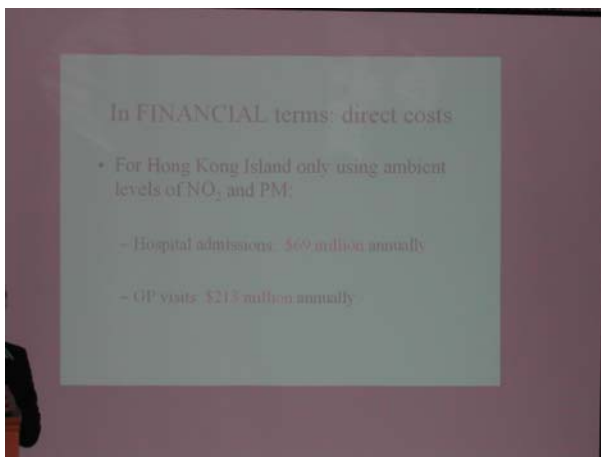 In FINANCIAL terms: direct costs
• For Hong Kong Island only using ambient
levels of NO₂ and PM:
– Hospital admissions: $69 million annually
– GP visits: $213 million annually